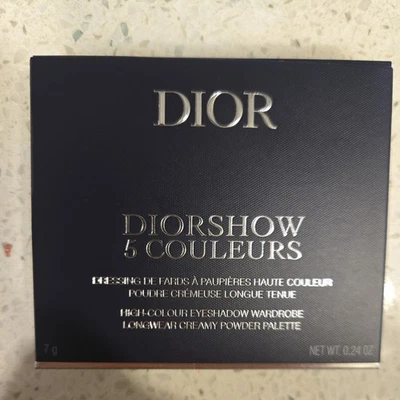 DIOR
DIORSHOW
5 COULEURS
DRESSING DE FARDS À PAUPIÈRES HAUTE COULEUR
POUDRE CRÉMEUSE LONGUE TENUE
HIGH-COLOUR EYESHADOW WARDROBE
LONGWEAR CREAMY POWDER PALETTE
7 g NET WT. 0.24 OZ